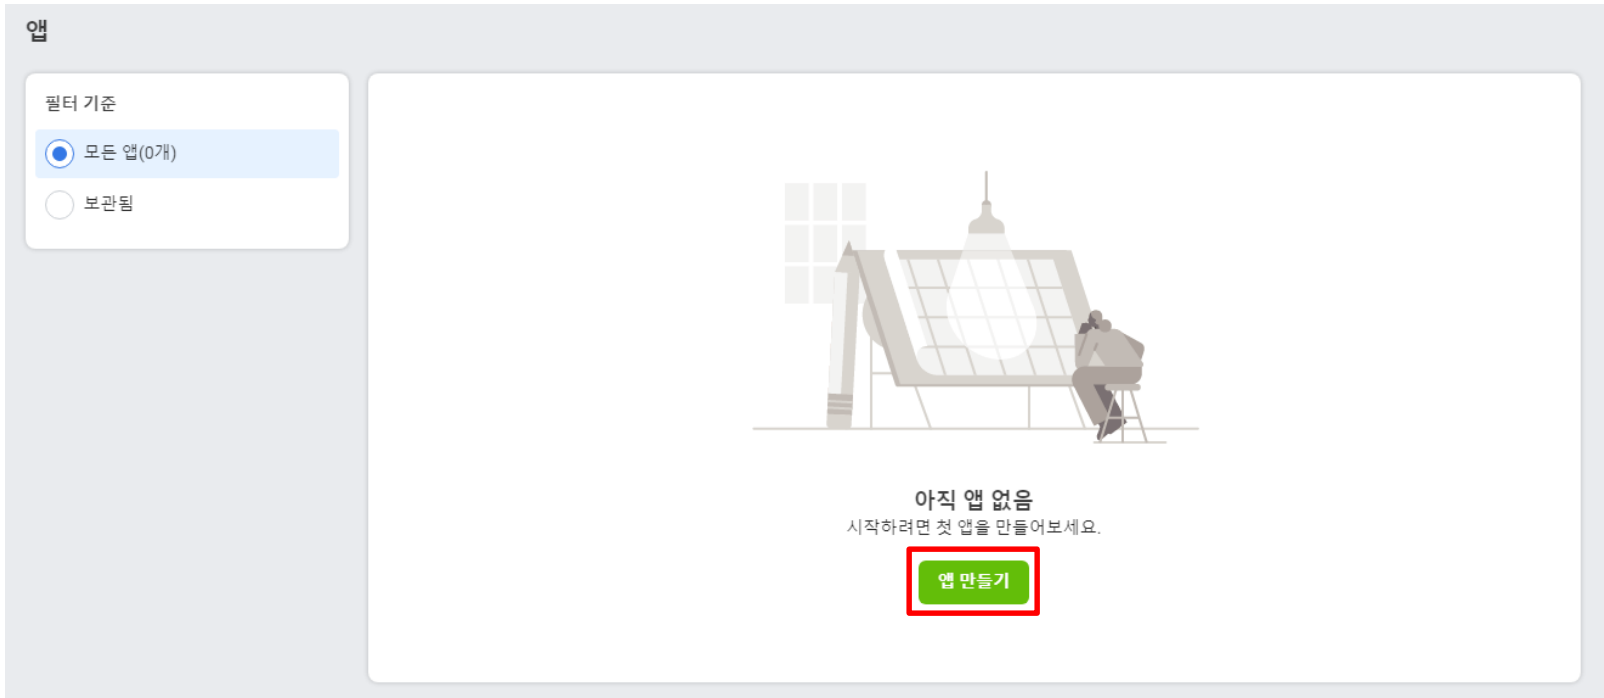 앱
필터 기준
모든 앱(0개)
보관됨
아직 앱 없음
시작하려면 첫 앱을 만들어보세요.
앱 만들기